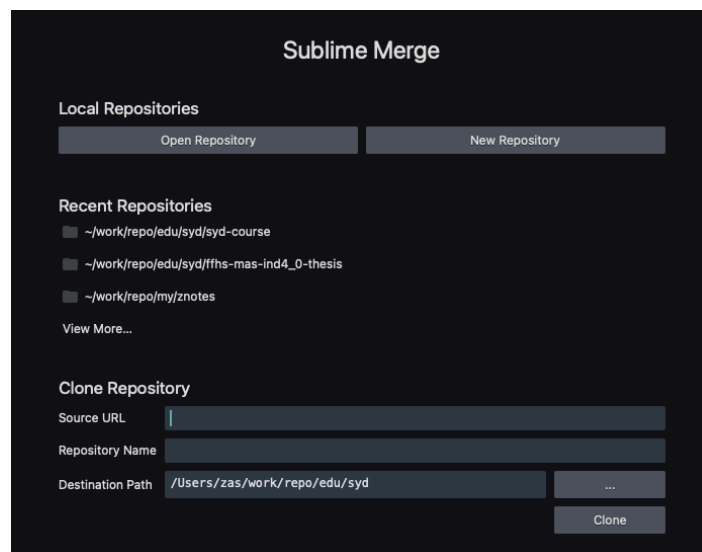 Sublime Merge
Local Repositories
Open Repository New Repository
Recent Repositories
~/work/repo/edu/syd/syd-course
~/work/repo/edu/syd/ffhs-mas-ind4_0-thesis
~/work/repo/my/znotes
View More...
Clone Repository
Source URL
Repository Name
Destination Path /Users/zas/work/repo/edu/syd ...
Clone